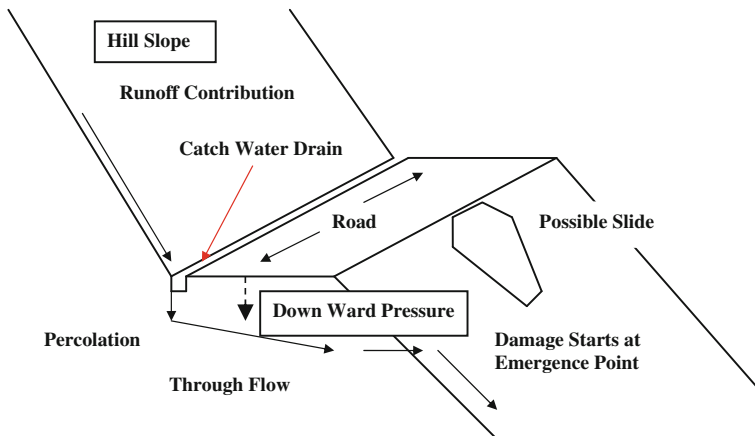 Hill Slope
Runoff Contribution
Catch Water Drain
Road
Possible Slide
Down Ward Pressure
Percolation
Damage Starts at
Emergence Point
Through Flow